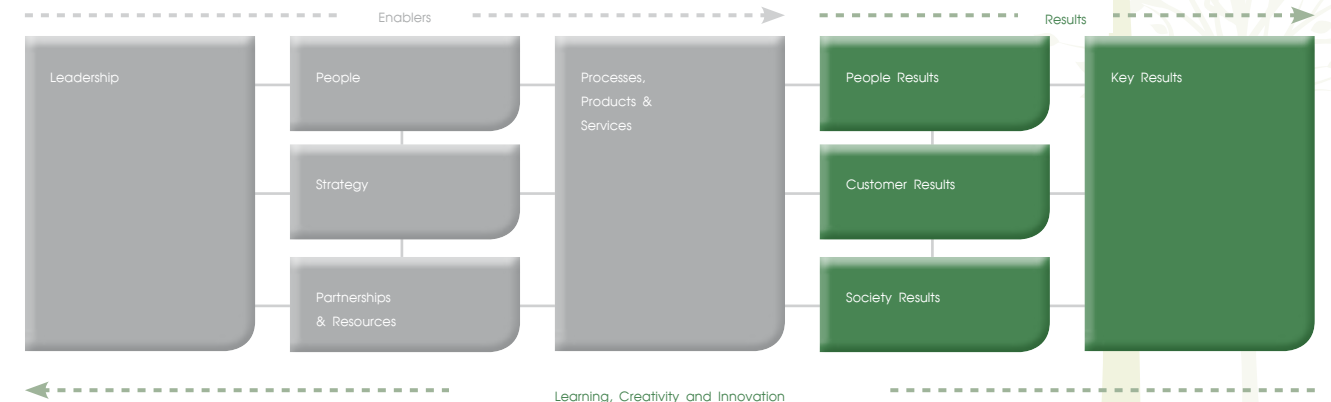 Enablers
Results
Leadership
People
Processes,
Products &
Services
People Results
Key Results
Strategy
Customer Results
Partnerships
& Resources
Society Results
Learning, Creativity and Innovation